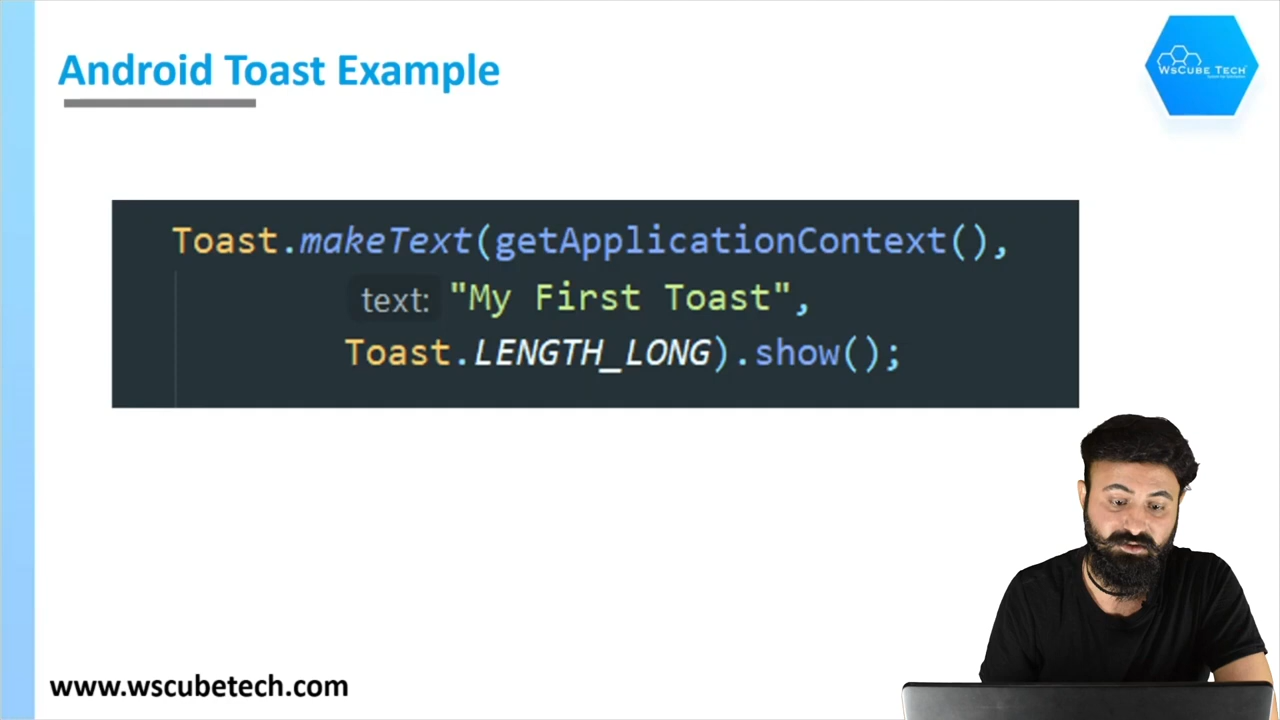 Android Toast Example
WsCube Tech
Toast.makeText(getApplicationContext(),
text: "My First Toast",
Toast.LENGTH_LONG).show();
www.wscubetech.com